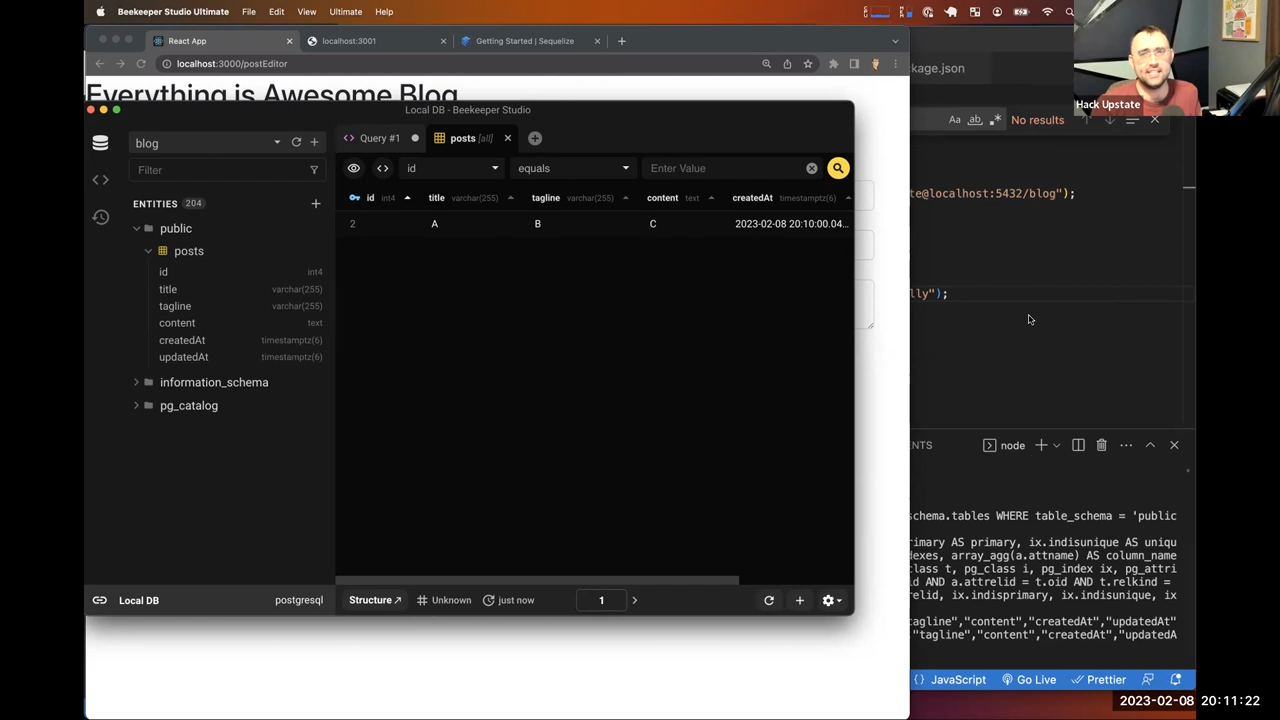 Beekeeper Studio Ultimate File Edit View Ultimate Help
React App localhost:3001 Getting Started | Sequelize
localhost:3000/postEditor
ckage.json
Everything is Awesome Blog
Hack Upstate
Local DB - Beekeeper Studio
Aa ab No results
blog
Query #1 posts [all]
Filter
id equals Enter Value
ENTITIES 204
id int4 title varchar(255) tagline varchar(255) content text createdAt timestamptz(6)
te@localhost:5432/blog");
public
2 A B C 2023-02-08 20:10:00.04...
posts
id int4
title varchar(255)
lly");
tagline varchar(255)
content text
createdAt timestamptz(6)
updatedAt timestamptz(6)
information_schema
pg_catalog
ENTS node
schema.tables WHERE table_schema = 'public
rimary AS primary, ix.indisunique AS uniqu
dexes, array_agg(a.attname) AS column_name
class t, pg_class i, pg_index ix, pg_attri
id AND a.attrelid = t.oid AND t.relkind =
relid, ix.indisprimary, ix.indisunique, ix
tagline","content","createdAt","updatedAt"
"tagline","content","createdAt","updatedA
Local DB postgresql Structure Unknown just now 1
{ } JavaScript Go Live Prettier
2023-02-08 20:11:22